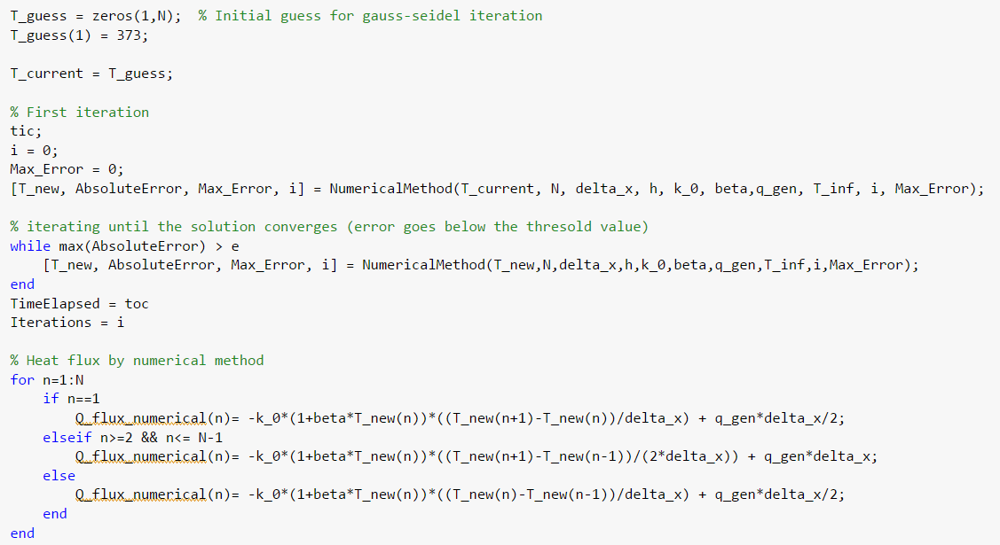 T_guess = zeros(1,N);  % Initial guess for gauss-seidel iteration
T_guess(1) = 373;
T_current = T_guess;
% First iteration
tic;
i = 0;
Max_Error = 0;
[T_new, AbsoluteError, Max_Error, i] = NumericalMethod(T_current, N, delta_x, h, k_0, beta,q_gen, T_inf, i, Max_Error);
% iterating until the solution converges (error goes below the thresold value)
while max(AbsoluteError) > e
    [T_new, AbsoluteError, Max_Error, i] = NumericalMethod(T_new,N,delta_x,h,k_0,beta,q_gen,T_inf,i,Max_Error);
end
TimeElapsed = toc
Iterations = i
% Heat flux by numerical method
for n=1:N
    if n==1
        Q_flux_numerical(n)= -k_0*(1+beta*T_new(n))*((T_new(n+1)-T_new(n))/delta_x) + q_gen*delta_x/2;
    elseif n>=2 && n<= N-1
        Q_flux_numerical(n)= -k_0*(1+beta*T_new(n))*((T_new(n+1)-T_new(n-1))/(2*delta_x)) + q_gen*delta_x;
    else
        Q_flux_numerical(n)= -k_0*(1+beta*T_new(n))*((T_new(n)-T_new(n-1))/delta_x) + q_gen*delta_x/2;
    end
end